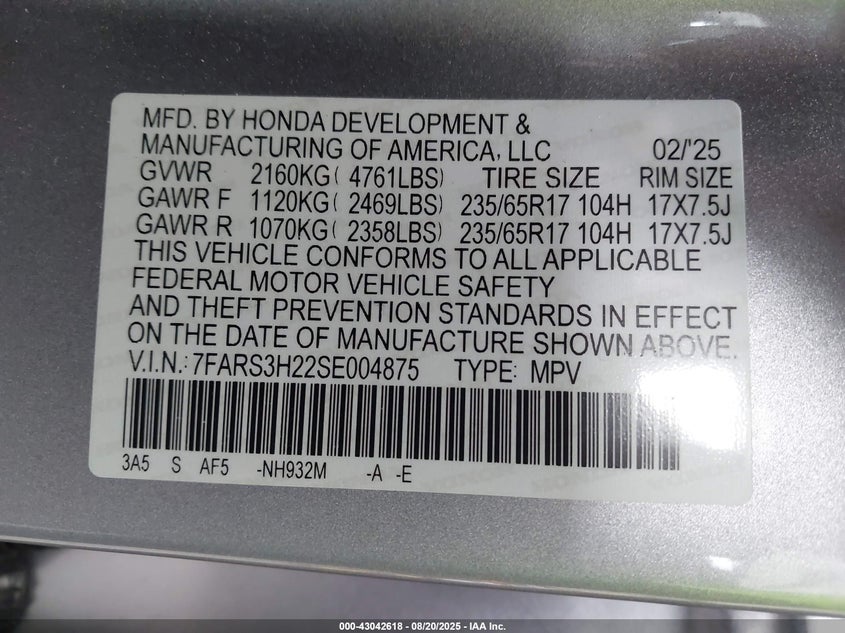 MFD. BY HONDA DEVELOPMENT &
MANUFACTURING OF AMERICA, LLC 02/'25
GVWR 2160KG( 4761LBS) TIRE SIZE RIM SIZE
GAWR F 1120KG( 2469LBS) 235/65R17 104H 17X7.5J
GAWR R 1070KG( 2358LBS) 235/65R17 104H 17X7.5J
THIS VEHICLE CONFORMS TO ALL APPLICABLE
FEDERAL MOTOR VEHICLE SAFETY
AND THEFT PREVENTION STANDARDS IN EFFECT
ON THE DATE OF MANUFACTURE SHOWN ABOVE.
V.I.N.: 7FARS3H22SE004875 TYPE: MPV
3A5 S AF5 -NH932M -A -E
000-43042618 - 08/20/2025 - IAA Inc.